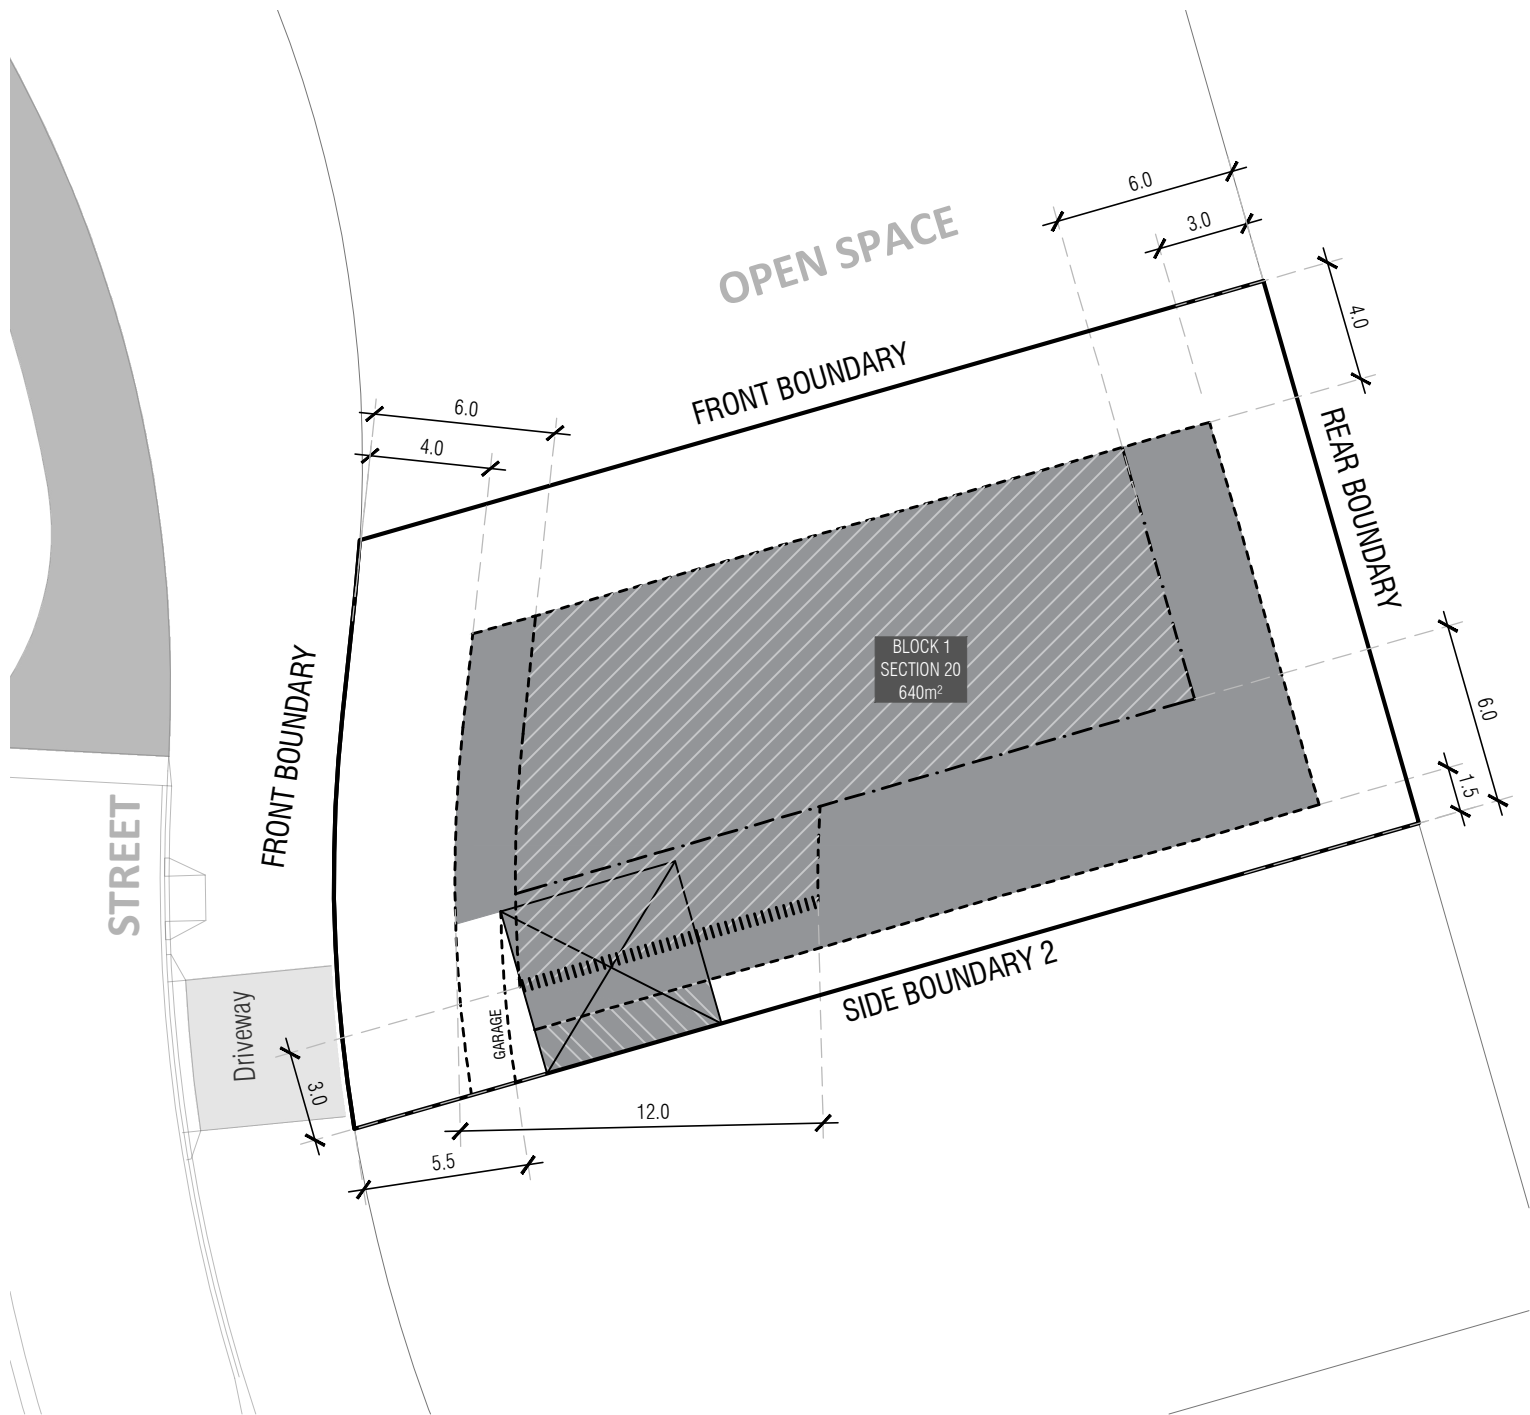 6.0
3.0
OPEN SPACE
4.0
FRONT BOUNDARY
6.0
4.0
REAR BOUNDARY
BLOCK 1
SECTION 20
640m²
FRONT BOUNDARY
6.0
1.5
STREET
SIDE BOUNDARY 2
GARAGE
Driveway
3.0
12.0
5.5